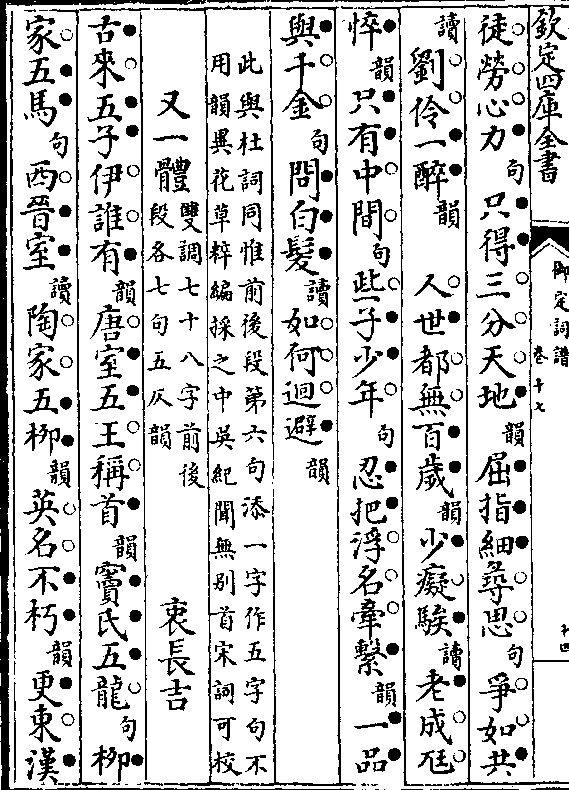 欽定四庫全書
御定詞譜
卷十七
徒勞心力句只得三分天地韻屈指細尋思句爭如共
讀劉伶一醉韻 人世都無百歲韻少癡騃讀老成尪
悴韻只有中間句些子少年句忍把浮名牽繫韻一品
與千金句問白髮讀如何迴避韻
此與杜詞同惟前後段第六句添一字作五字句不
用韻異花草粹編採之中吳紀聞無別首宋詞可校
又一體 雙調七十八字前後
段各七句五仄韻 衷長吉
古來五子伊誰有韻唐室五王稱首韻竇氏五龍句柳
家五馬句西晉室讀陶家五柳韻英名不朽韻更東漢